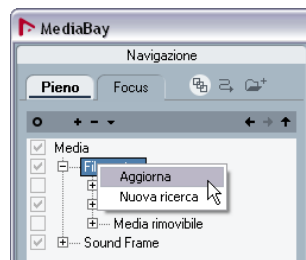 MediaBay
Navigazione
Pieno Focus
Media
Aggiorna
Nuova ricerca
Media rimovibile
Sound Frame